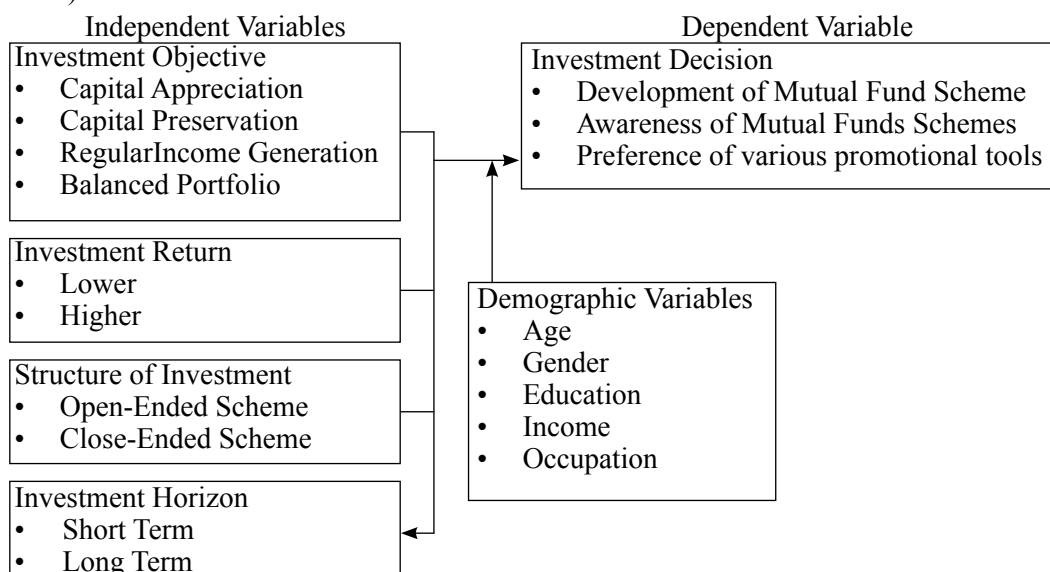 Independent Variables
Investment Objective
• Capital Appreciation
• Capital Preservation
• RegularIncome Generation
• Balanced Portfolio
Investment Return
• Lower
• Higher
Structure of Investment
• Open-Ended Scheme
• Close-Ended Scheme
Investment Horizon
• Short Term
• Long Term
Dependent Variable
Investment Decision
• Development of Mutual Fund Scheme
• Awareness of Mutual Funds Schemes
• Preference of various promotional tools
Demographic Variables
• Age
• Gender
• Education
• Income
• Occupation